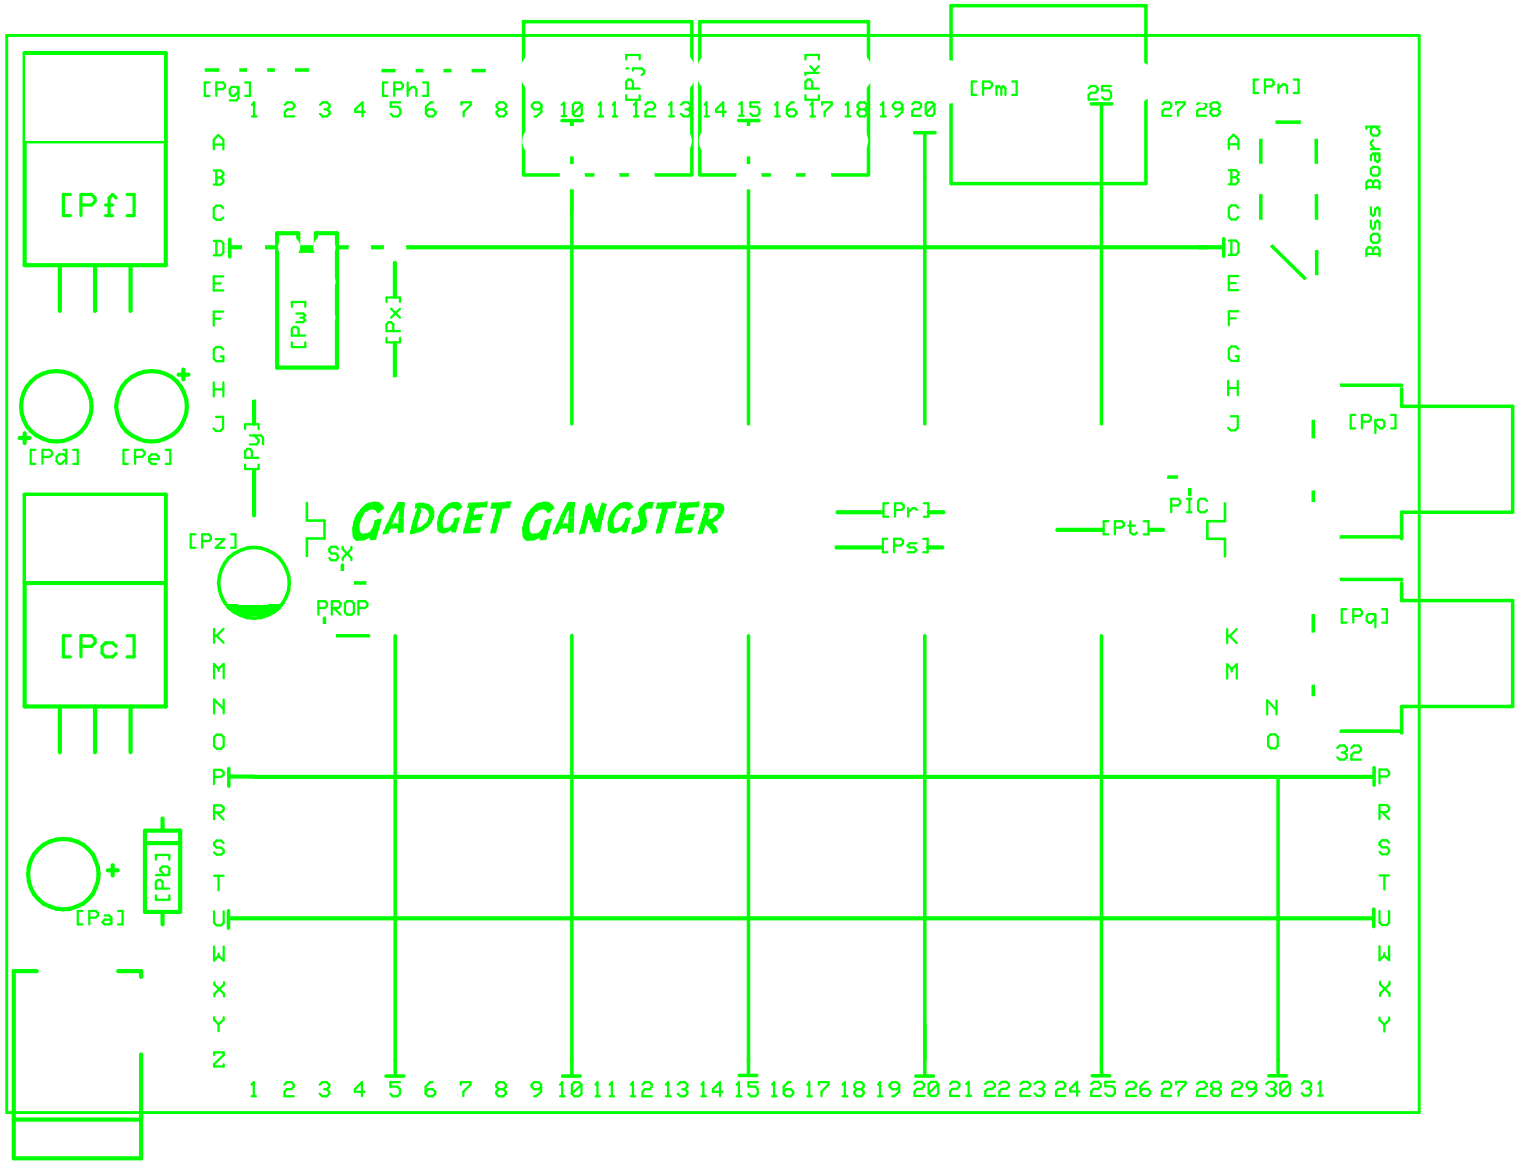 [Pg] [Ph] [Pj] [Pk] [Pm] [Pn]
1 2 3 4 5 6 7 8 9 10 11 12 13 14 15 16 17 18 19 20 25 27 28
A A
Boss Board
B B
[Pf] C C
D D
E E
[Pw] [Px]
F F
G G
H H
J J
[Pp]
[Py]
[Pd] [Pe]
GADGET GANGSTER
[Pr] PIC
[Pt]
[Pz] [Ps]
SX
PROP
[Pq]
[Pc] K K
M M
N N
O O
32
P P
R R
S S
[Pb] T T
[Pa] U U
W W
X X
Y Y
Z
1 2 3 4 5 6 7 8 9 10 11 12 13 14 15 16 17 18 19 20 21 22 23 24 25 26 27 28 29 30 31